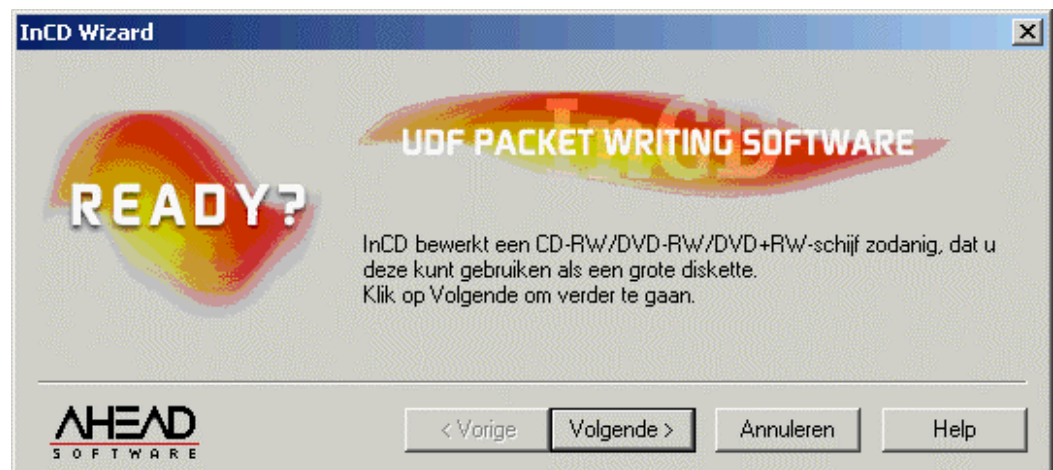 InCD Wizard
READY?
InCD
UDF PACKET WRITING SOFTWARE
InCD bewerkt een CD-RW/DVD-RW/DVD+RW-schijf zodanig, dat u
deze kunt gebruiken als een grote diskette.
Klik op Volgende om verder te gaan.
AHEAD
SOFTWARE
< Vorige
Volgende >
Annuleren
Help